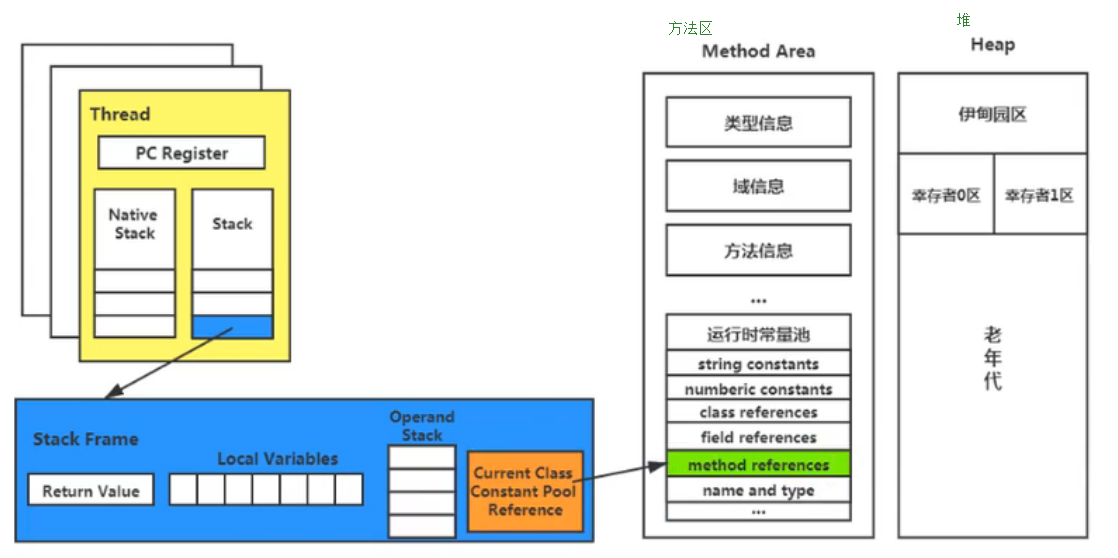 Thread
PC Register
Native
Stack
Stack
Stack Frame
Return Value
Local Variables
Operand
Stack
Current Class
Constant Pool
Reference
方法区
Method Area
类型信息
域信息
方法信息
...
运行时常量池
string constants
numberic constants
class references
field references
method references
name and type
...
堆
Heap
伊甸园区
幸存者0区
幸存者1区
老
年
代